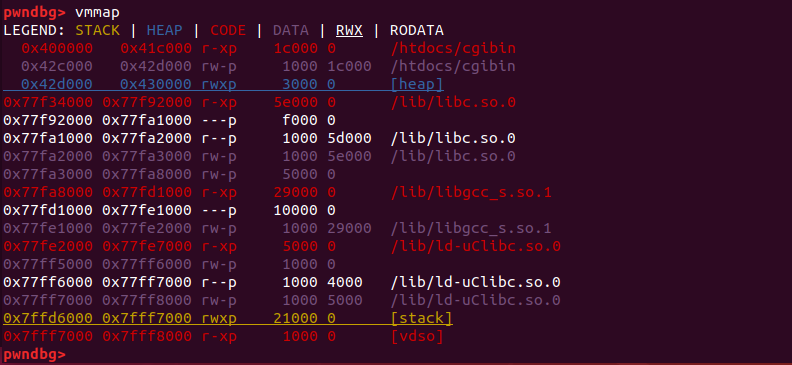 pwndbg> vmmap
LEGEND: STACK | HEAP | CODE | DATA | RWX | RODATA
0x400000 0x41c000 r-xp 1c000 0 /htdocs/cgibin
0x42c000 0x42d000 rw-p 1000 1c000 /htdocs/cgibin
0x42d000 0x430000 rwxp 3000 0 [heap]
0x77f34000 0x77f92000 r-xp 5e000 0 /lib/libc.so.0
0x77f92000 0x77fa1000 ---p f000 0
0x77fa1000 0x77fa2000 r--p 1000 5d000 /lib/libc.so.0
0x77fa2000 0x77fa3000 rw-p 1000 5e000 /lib/libc.so.0
0x77fa3000 0x77fa8000 rw-p 5000 0
0x77fa8000 0x77fd1000 r-xp 29000 0 /lib/libgcc_s.so.1
0x77fd1000 0x77fe1000 ---p 10000 0
0x77fe1000 0x77fe2000 rw-p 1000 29000 /lib/libgcc_s.so.1
0x77fe2000 0x77fe7000 r-xp 5000 0 /lib/ld-uClibc.so.0
0x77ff5000 0x77ff6000 rw-p 1000 0
0x77ff6000 0x77ff7000 r--p 1000 4000 /lib/ld-uClibc.so.0
0x77ff7000 0x77ff8000 rw-p 1000 5000 /lib/ld-uClibc.so.0
0x7ffd6000 0x7fff7000 rwxp 21000 0 [stack]
0x7fff7000 0x7fff8000 r-xp 1000 0 [vdso]
pwndbg>